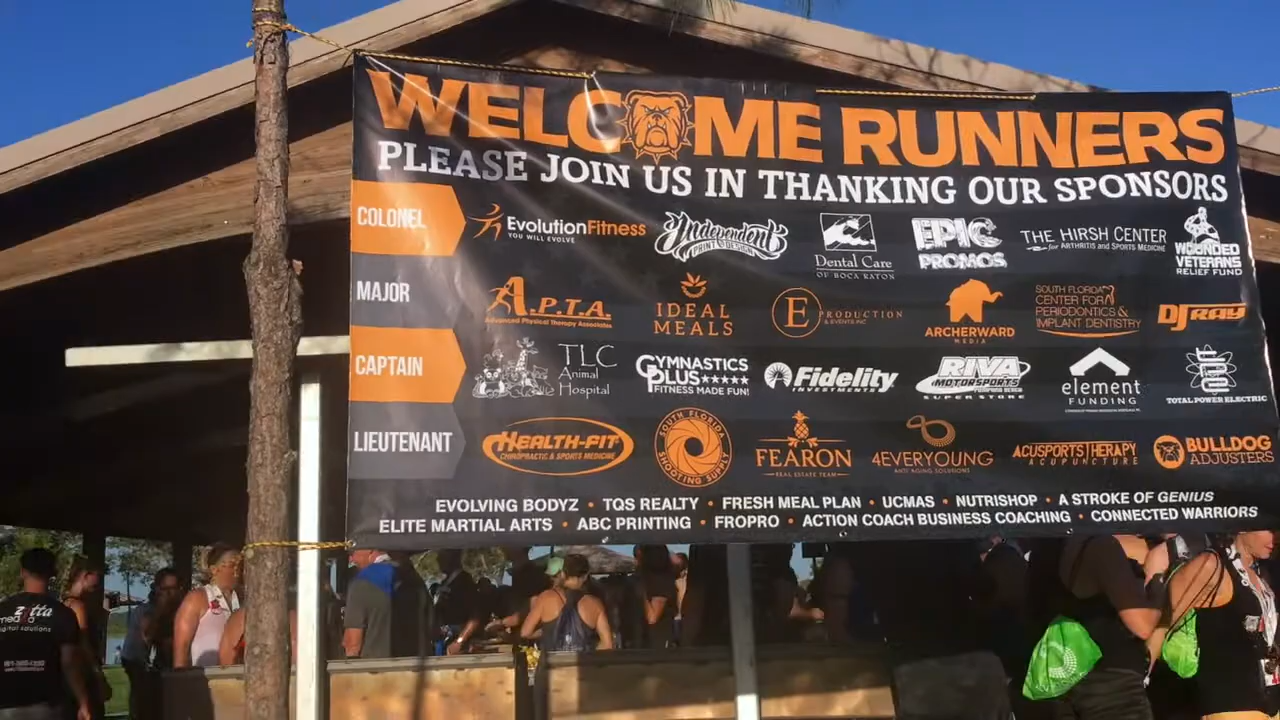 WELCOME RUNNERS
PLEASE JOIN US IN THANKING OUR SPONSORS
COLONEL
EvolutionFitness
YOU WILL EVOLVE
Independent
PRINT & DESIGN
Dental Care
OF BOCA RATON
EPIC
PROMOS
THE HIRSH CENTER
for ARTHRITIS and SPORTS MEDICINE
WOUNDED
VETERANS
RELIEF FUND
MAJOR
A.P.T.A.
Advanced Physical Therapy Associates
IDEAL
MEALS
E PRODUCTION
& EVENTS INC
ARCHERWARD
MEDIA
SOUTH FLORIDA
CENTER FOR
PERIODONTICS &
IMPLANT DENTISTRY
DJ RAY
CAPTAIN
TLC
Animal
Hospital
GYMNASTICS
PLUS
FITNESS MADE FUN!
Fidelity
INVESTMENTS
RIVA
MOTORSPORTS
SUPER STORE
element
FUNDING
TOTAL POWER ELECTRIC
LIEUTENANT
HEALTH-FIT
CHIROPRACTIC & SPORTS MEDICINE
SOUTH FLORIDA
SHOOTING SUPPLY
FEARON
REAL ESTATE TEAM
4EVERYOUNG
ANTI AGING SOLUTIONS
ACUSPORTS THERAPY
ACUPUNCTURE
BULLDOG
ADJUSTERS
EVOLVING BODYZ • TQS REALTY • FRESH MEAL PLAN • UCMAS • NUTRISHOP • A STROKE OF GENIUS
ELITE MARTIAL ARTS • ABC PRINTING • FROPRO • ACTION COACH BUSINESS COACHING • CONNECTED WARRIORS